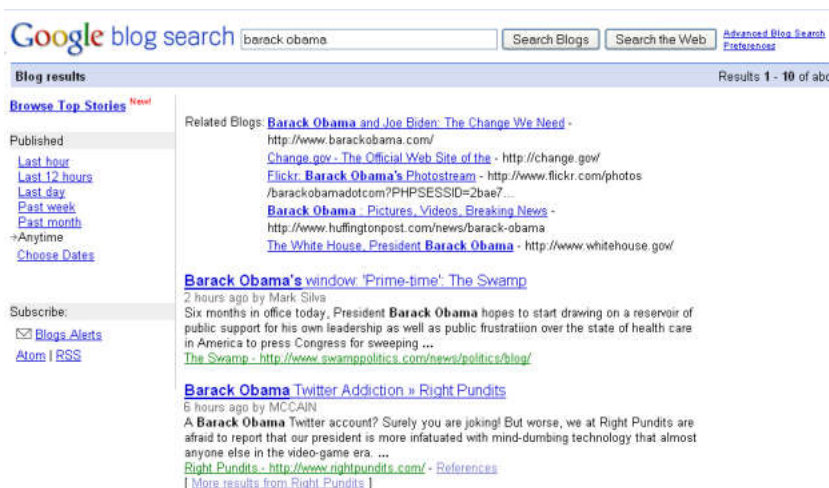 Google blog search barack obama Search Blogs Search the Web Advanced Blog Search
Preferences
Blog results Results 1 - 10 of abo
Browse Top Stories New!
Published
Last hour
Last 12 hours
Last day
Past week
Past month
→Anytime
Choose Dates
Subscribe:
Blogs Alerts
Atom | RSS
Related Blogs: Barack Obama and Joe Biden: The Change We Need -
http://www.barackobama.com/
Change.gov - The Official Web Site of the - http://change.gov/
Flickr: Barack Obama's Photostream - http://www.flickr.com/photos
/barackobamadotcom?PHPSESSID=2bae7...
Barack Obama : Pictures, Videos, Breaking News -
http://www.huffingtonpost.com/news/barack-obama
The White House, President Barack Obama - http://www.whitehouse.gov/
Barack Obama's window: 'Prime-time': The Swamp
2 hours ago by Mark Silva
Six months in office today, President Barack Obama hopes to start drawing on a reservoir of
public support for his own leadership as well as public frustratiion over the state of health care
in America to press Congress for sweeping ...
The Swamp - http://www.swamppolitics.com/news/politics/blog/
Barack Obama Twitter Addiction » Right Pundits
6 hours ago by MCCAIN
A Barack Obama Twitter account? Surely you are joking! But worse, we at Right Pundits are
afraid to report that our president is more infatuated with mind-dumbing technology that almost
anyone else in the video-game era. ...
Right Pundits - http://www.rightpundits.com/ - References
[ More results from Right Pundits ]